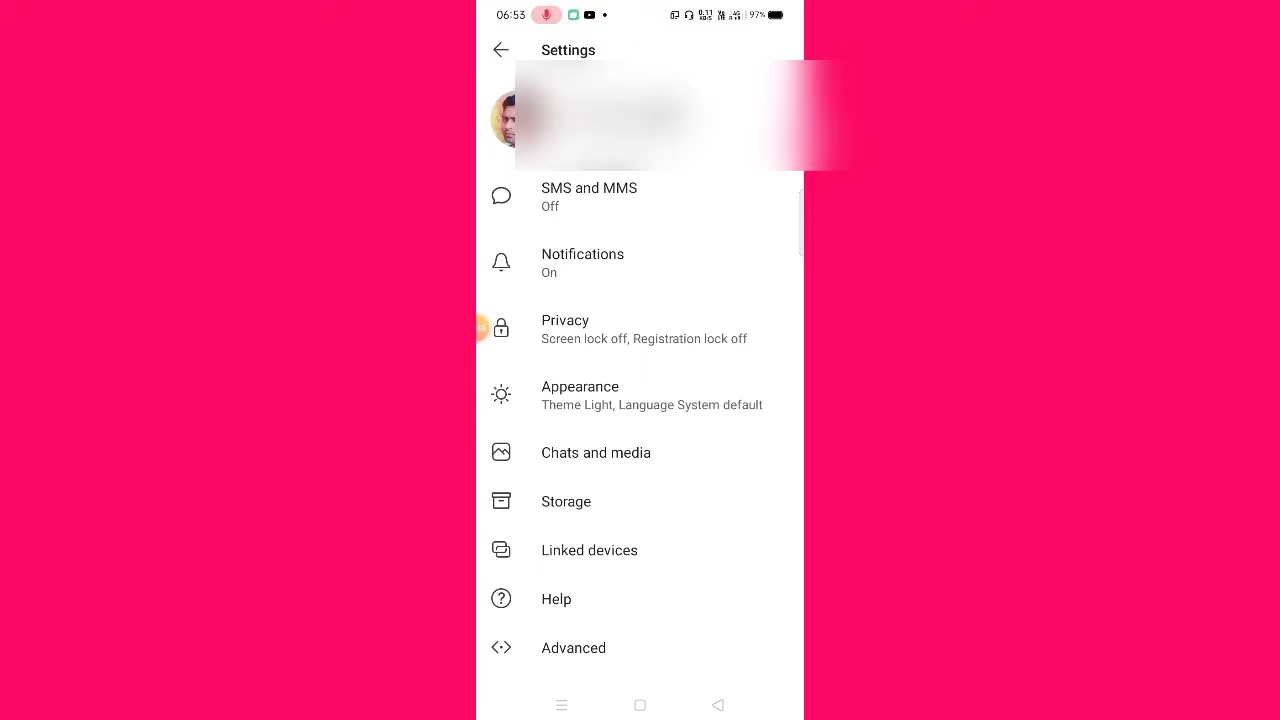 06:53
97%
Settings
SMS and MMS
Off
Notifications
On
Privacy
Screen lock off, Registration lock off
Appearance
Theme Light, Language System default
Chats and media
Storage
Linked devices
Help
Advanced